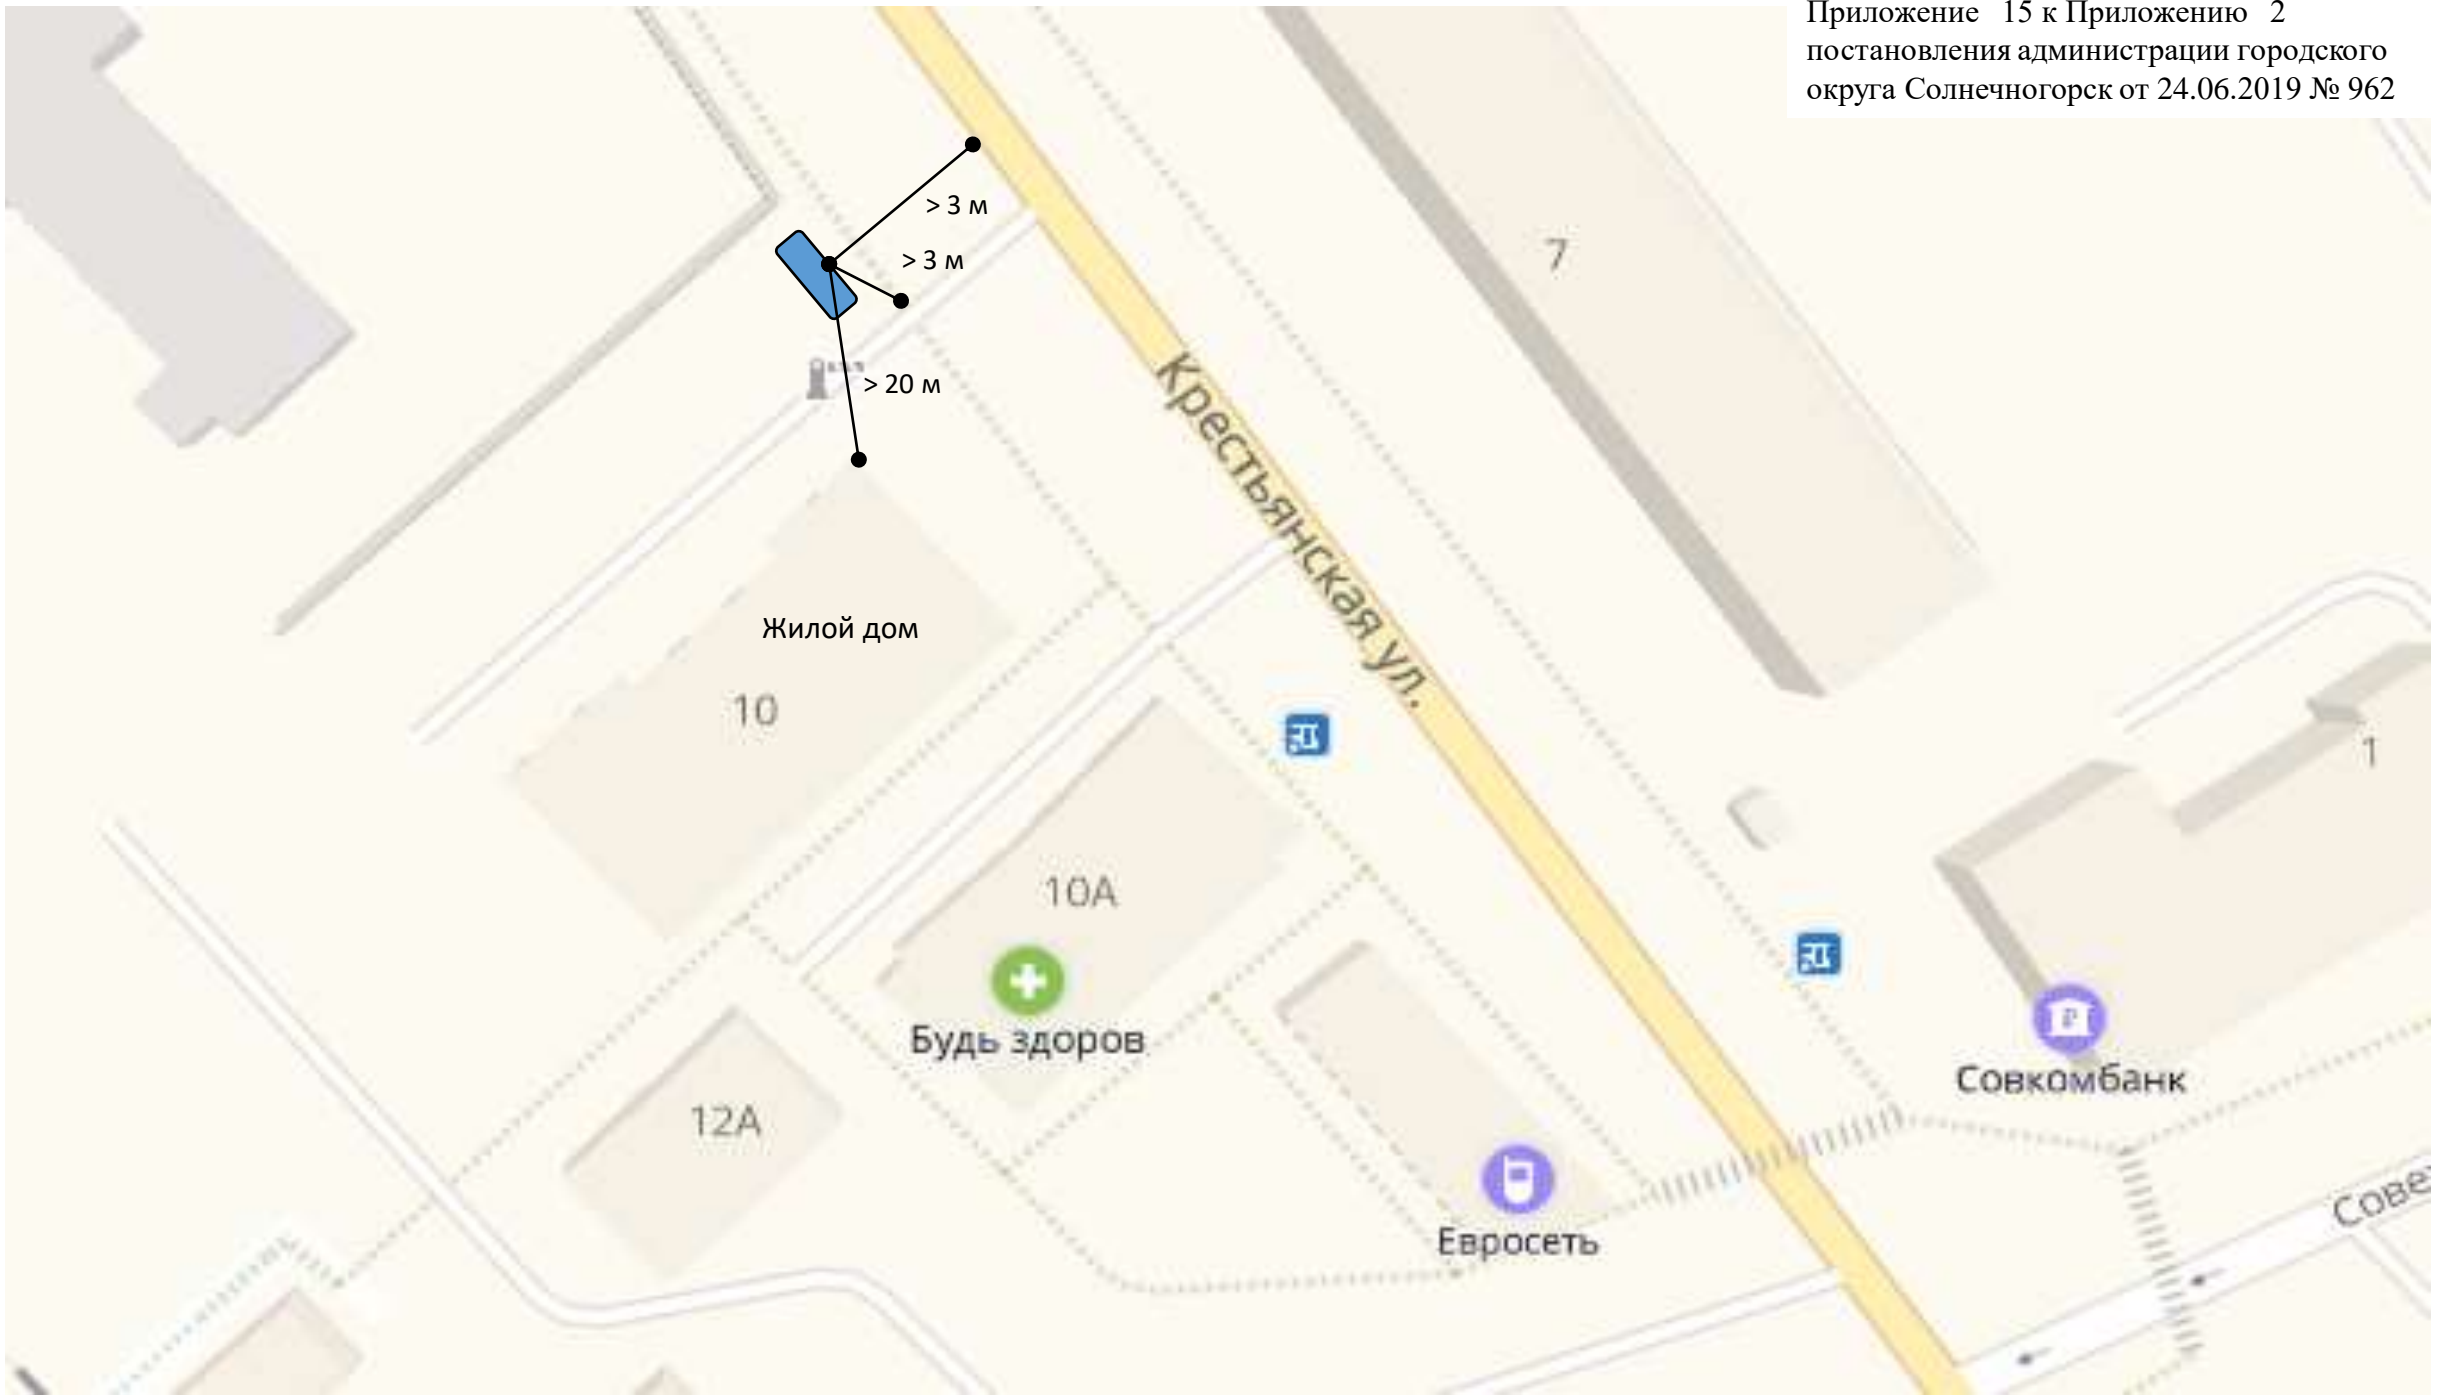 Приложение 15 к Приложению 2
постановления администрации городского
округа Солнечногорск от 24.06.2019 № 962
> 3 м
> 3 м
7
> 20 м
Крестьянская ул.
Жилой дом
10
1
10А
Будь здоров
Совкомбанк
12А
Евросеть
Сове